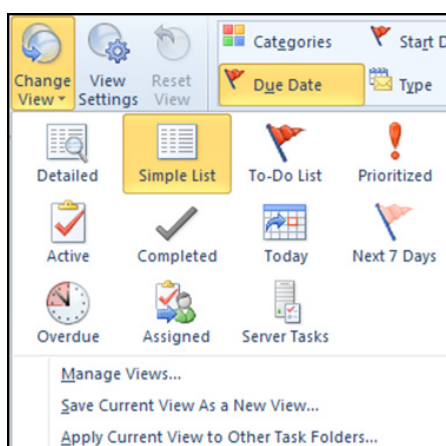 Categories Start D
Change View Reset
View Settings View
Due Date Type
Detailed Simple List To-Do List Prioritized
Active Completed Today Next 7 Days
Overdue Assigned Server Tasks
Manage Views...
Save Current View As a New View...
Apply Current View to Other Task Folders...